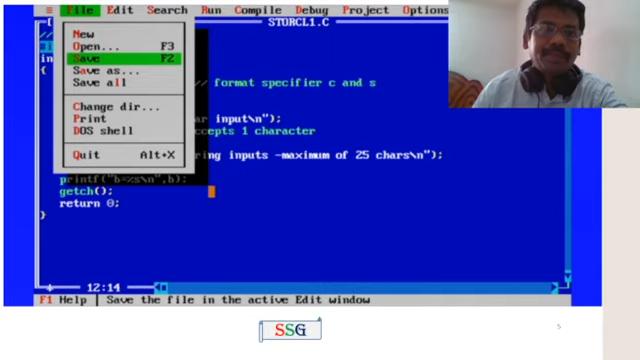 ≡ File Edit Search Run Compile Debug Project Options
STORCL1.C
New
Open... F3
Save F2
Save as...
Save all
Change dir...
Print
DOS shell
Quit Alt+X
{
// format specifier c and s
ar input\n");
ccepts 1 character
ring inputs -maximum of 25 chars\n");
printf("b=%s\n",b);
getch();
return 0;
}
12:14
F1 Help | Save the file in the active Edit window
SSG
5